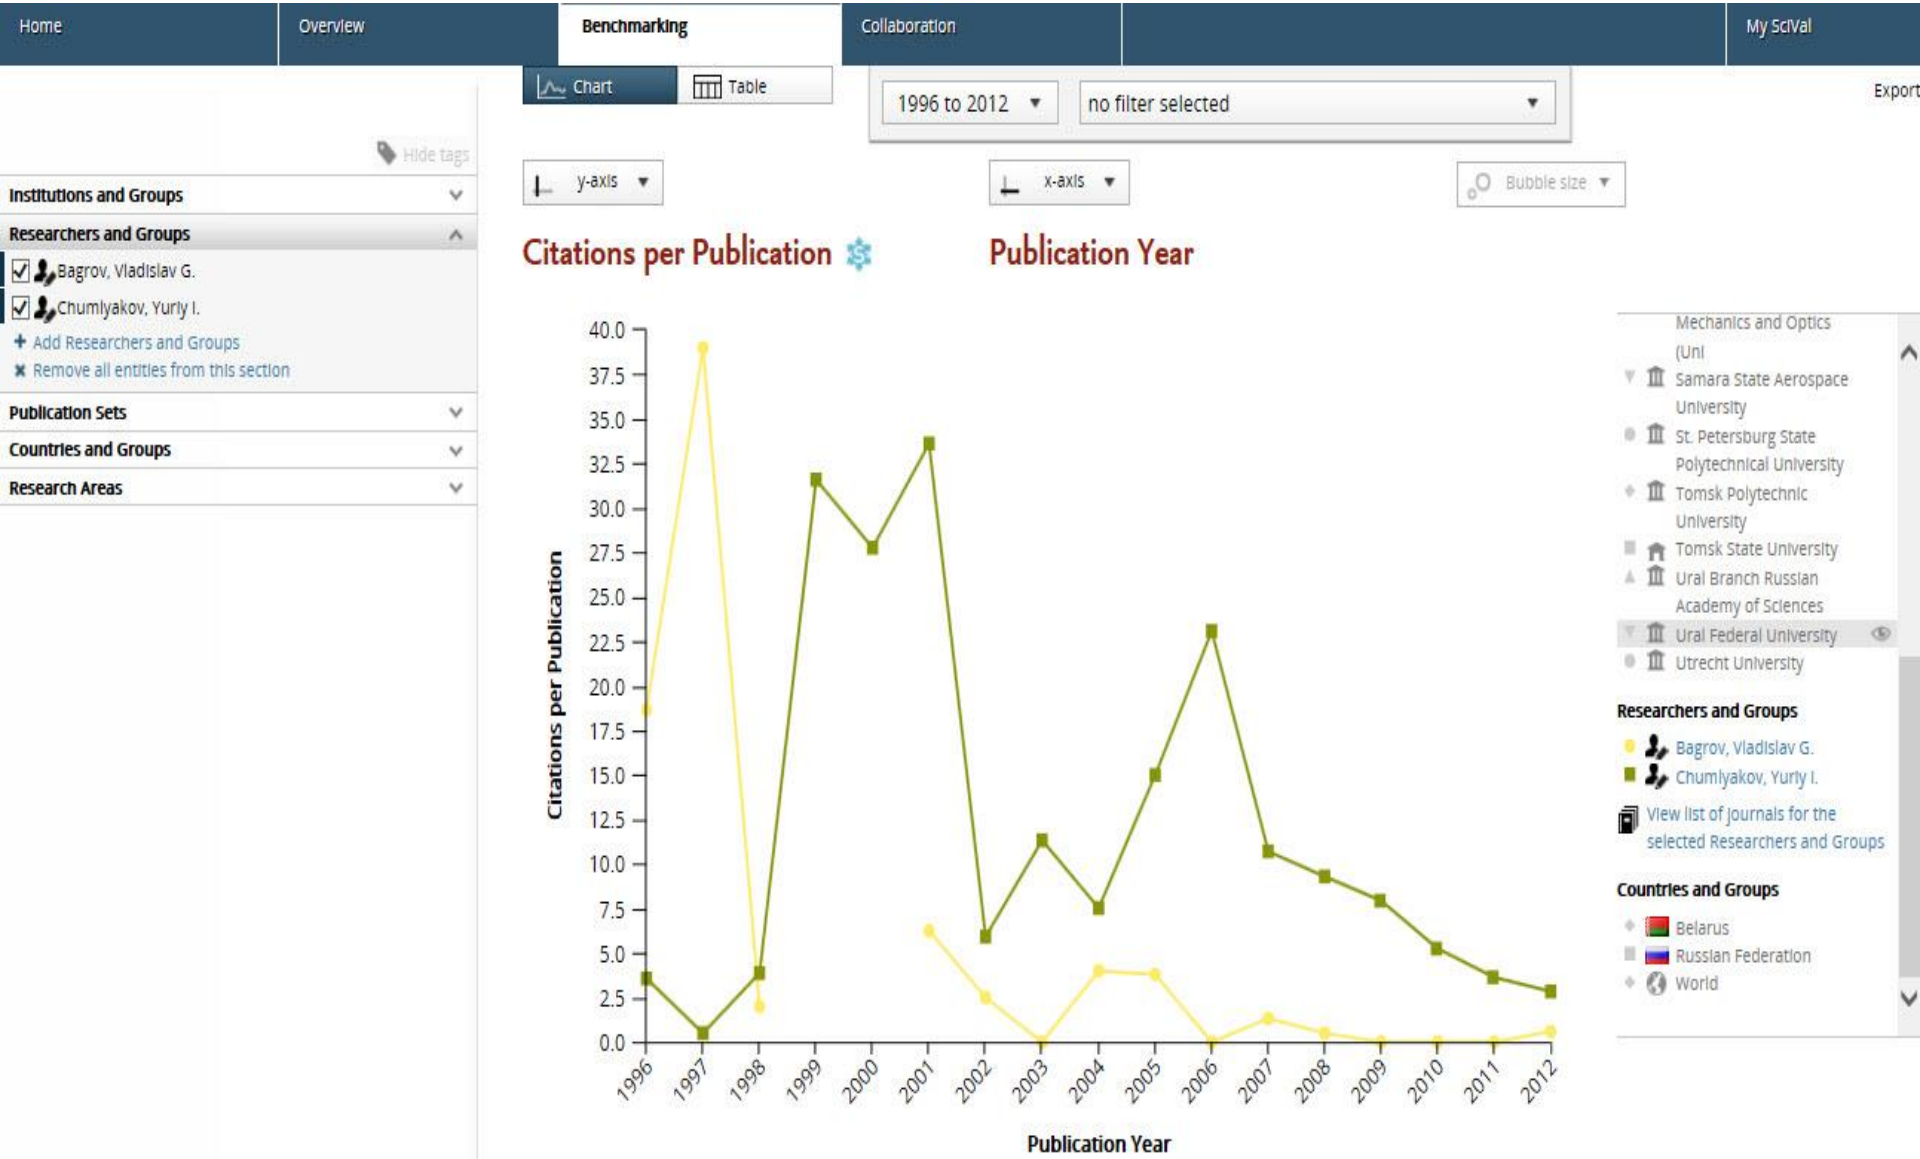 Home
Overview
Benchmarking
Collaboration
My SciVal
Chart
Table
1996 to 2012
no filter selected
Export
Hide tags
Institutions and Groups
Researchers and Groups
Bagrov, Vladislav G.
Chumlyakov, Yuriy I.
Add Researchers and Groups
Remove all entities from this section
Publication Sets
Countries and Groups
Research Areas
y-axis
x-axis
Bubble size
Citations per Publication
Publication Year
40.0
37.5
35.0
32.5
30.0
27.5
25.0
22.5
20.0
17.5
15.0
12.5
10.0
7.5
5.0
2.5
0.0
Citations per Publication
1996
1997
1998
1999
2000
2001
2002
2003
2004
2005
2006
2007
2008
2009
2010
2011
2012
Publication Year
Mechanics and Optics
(Uni
Samara State Aerospace
University
St. Petersburg State
Polytechnical University
Tomsk Polytechnic
University
Tomsk State University
Ural Branch Russian
Academy of Sciences
Ural Federal University
Utrecht University
Researchers and Groups
Bagrov, Vladislav G.
Chumlyakov, Yuriy I.
View list of journals for the
selected Researchers and Groups
Countries and Groups
Belarus
Russian Federation
World